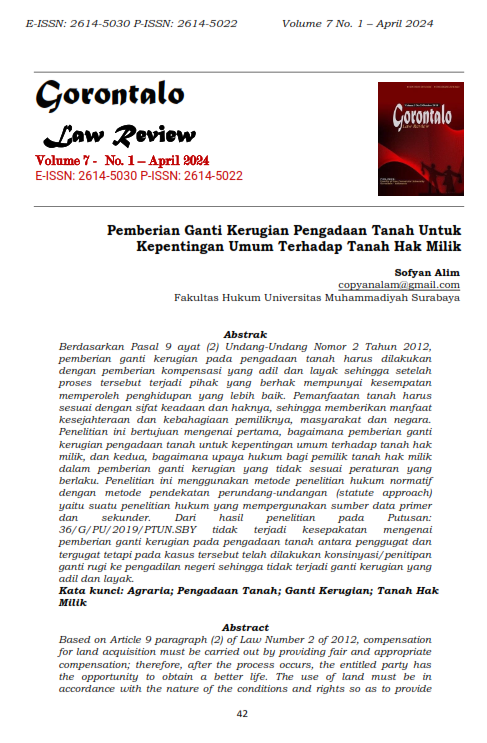 E-ISSN: 2614-5030 P-ISSN: 2614-5022 Volume 7 No. 1 – April 2024
Gorontalo
Law Review
Volume 7 - No. 1 – April 2024
E-ISSN: 2614-5030 P-ISSN: 2614-5022
Gorontalo
Law Review
Pemberian Ganti Kerugian Pengadaan Tanah Untuk
Kepentingan Umum Terhadap Tanah Hak Milik
Sofyan Alim
copyanalam@gmail.com
Fakultas Hukum Universitas Muhammadiyah Surabaya
Abstrak
Berdasarkan Pasal 9 ayat (2) Undang-Undang Nomor 2 Tahun 2012,
pemberian ganti kerugian pada pengadaan tanah harus dilakukan
dengan pemberian kompensasi yang adil dan layak sehingga setelah
proses tersebut terjadi pihak yang berhak mempunyai kesempatan
memperoleh penghidupan yang lebih baik. Pemanfaatan tanah harus
sesuai dengan sifat keadaan dan haknya, sehingga memberikan manfaat
kesejahteraan dan kebahagiaan pemiliknya, masyarakat dan negara.
Penelitian ini bertujuan mengenai pertama, bagaimana pemberian ganti
kerugian pengadaan tanah untuk kepentingan umum terhadap tanah hak
milik, dan kedua, bagaimana upaya hukum bagi pemilik tanah hak milik
dalam pemberian ganti kerugian yang tidak sesuai peraturan yang
berlaku. Penelitian ini menggunakan metode penelitian hukum normatif
dengan metode pendekatan perundang-undangan (statute approach)
yaitu suatu penelitian hukum yang mempergunakan sumber data primer
dan sekunder. Dari hasil penelitian pada Putusan:
36/G/PU/2019/PTUN.SBY tidak terjadi kesepakatan mengenai
pemberian ganti kerugian pada pengadaan tanah antara penggugat dan
tergugat tetapi pada kasus tersebut telah dilakukan konsinyasi/penitipan
ganti rugi ke pengadilan negeri sehingga tidak terjadi ganti kerugian yang
adil dan layak.
Kata kunci: Agraria; Pengadaan Tanah; Ganti Kerugian; Tanah Hak
Milik
Abstract
Based on Article 9 paragraph (2) of Law Number 2 of 2012, compensation
for land acquisition must be carried out by providing fair and appropriate
compensation; therefore, after the process occurs, the entitled party has
the opportunity to obtain a better life. The use of land must be in
accordance with the nature of the conditions and rights so as to provide
42